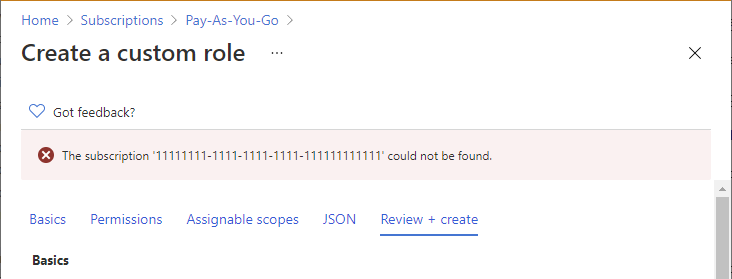 Home > Subscriptions > Pay-As-You-Go >
Create a custom role ...
Got feedback?
The subscription '11111111-1111-1111-1111-111111111111' could not be found.
Basics Permissions Assignable scopes JSON Review + create
Basics